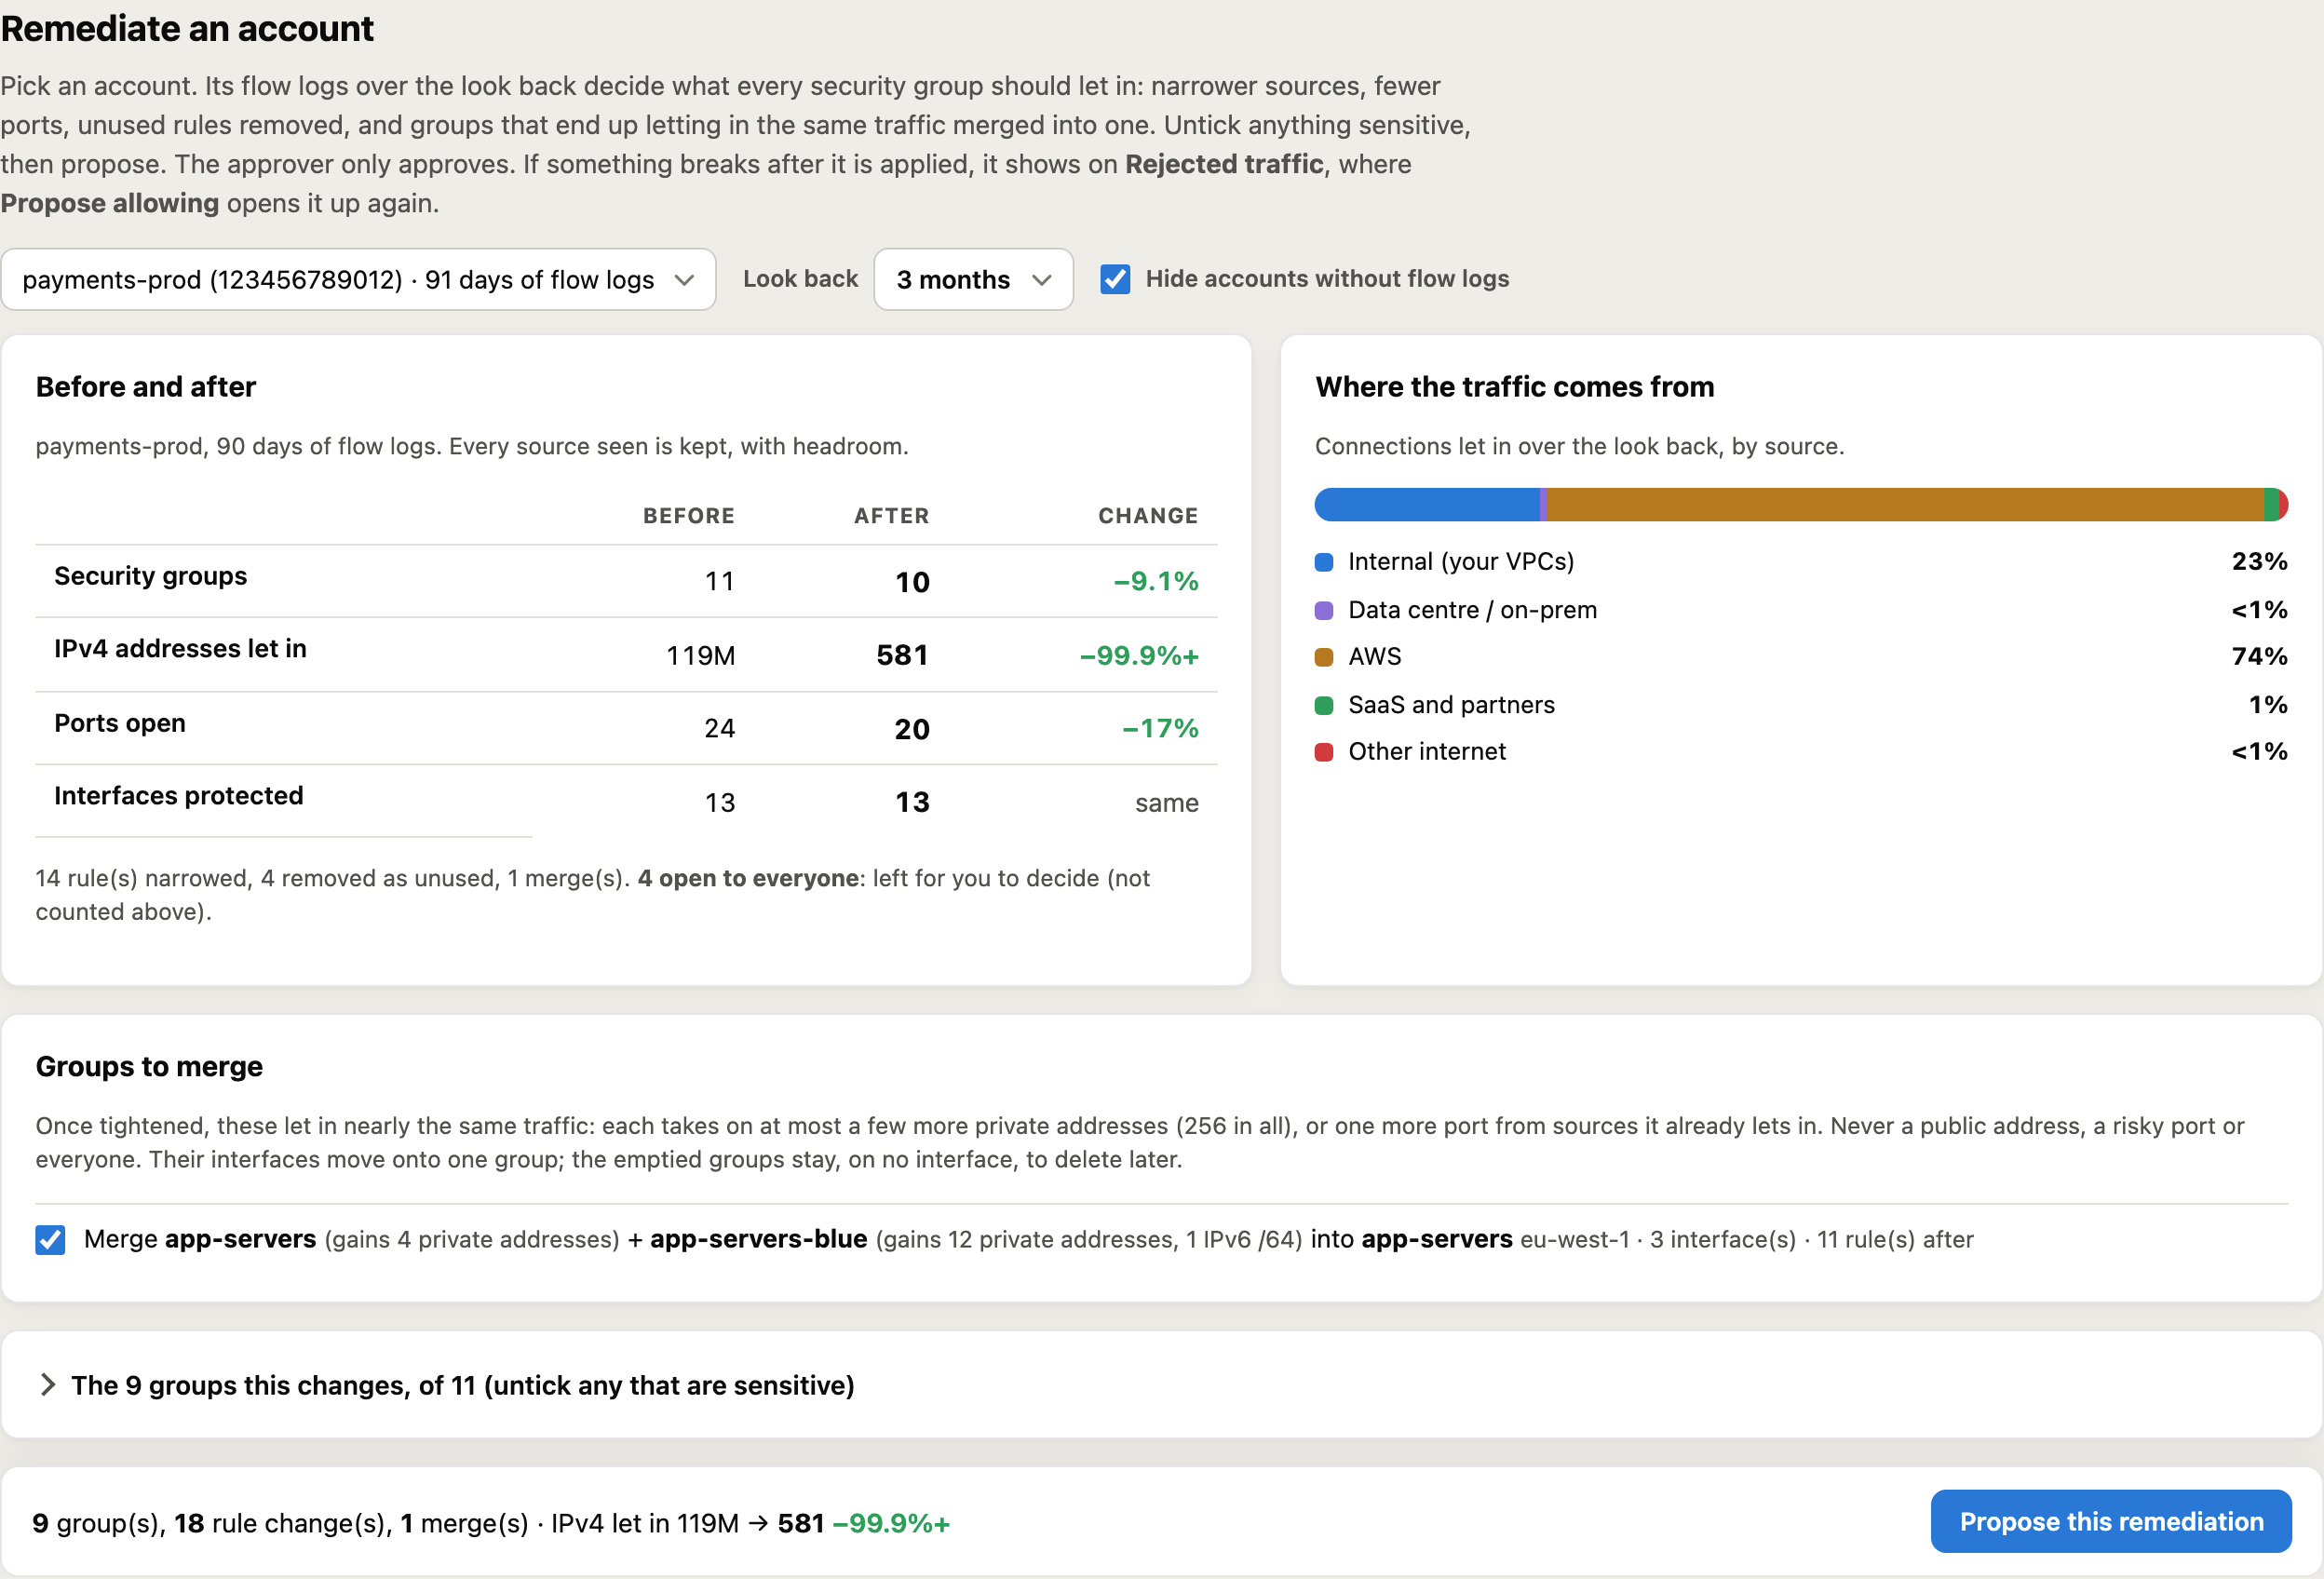 Remediate an account
Pick an account. Its flow logs over the look back decide what every security group should let in: narrower sources, fewer
ports, unused rules removed, and groups that end up letting in the same traffic merged into one. Untick anything sensitive,
then propose. The approver only approves. If something breaks after it is applied, it shows on Rejected traffic, where
Propose allowing opens it up again.
payments-prod (123456789012) · 91 days of flow logs
Look back
3 months
Hide accounts without flow logs
Before and after
payments-prod, 90 days of flow logs. Every source seen is kept, with headroom.
BEFORE AFTER CHANGE
Security groups 11 10 −9.1%
IPv4 addresses let in 119M 581 −99.9%+
Ports open 24 20 −17%
Interfaces protected 13 13 same
14 rule(s) narrowed, 4 removed as unused, 1 merge(s). 4 open to everyone: left for you to decide (not
counted above).
Where the traffic comes from
Connections let in over the look back, by source.
Internal (your VPCs) 23%
Data centre / on-prem <1%
AWS 74%
SaaS and partners 1%
Other internet <1%
Groups to merge
Once tightened, these let in nearly the same traffic: each takes on at most a few more private addresses (256 in all), or one more port from sources it already lets in. Never a public address, a risky port or
everyone. Their interfaces move onto one group; the emptied groups stay, on no interface, to delete later.
Merge app-servers (gains 4 private addresses) + app-servers-blue (gains 12 private addresses, 1 IPv6 /64) into app-servers eu-west-1 · 3 interface(s) · 11 rule(s) after
The 9 groups this changes, of 11 (untick any that are sensitive)
9 group(s), 18 rule change(s), 1 merge(s) · IPv4 let in 119M → 581 −99.9%+
Propose this remediation